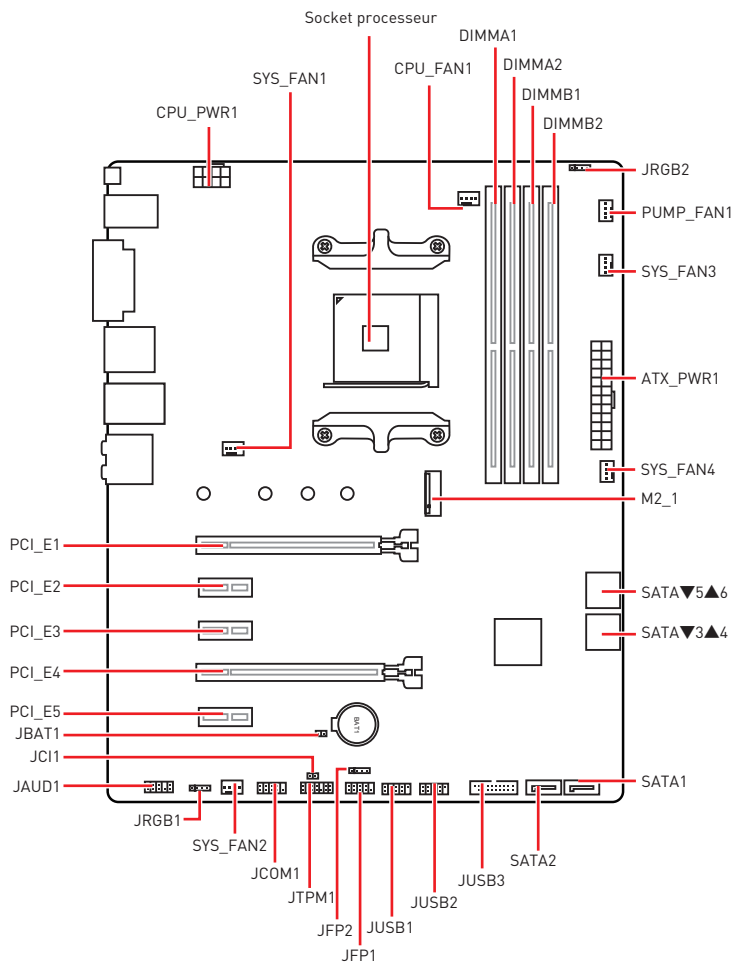 Socket processeur
DIMMA1
CPU_FAN1
DIMMA2
SYS_FAN1
DIMMB1
CPU_PWR1
DIMMB2
JRGB2
PUMP_FAN1
SYS_FAN3
ATX_PWR1
SYS_FAN4
M2_1
PCI_E1
PCI_E2
SATA▼5▲6
PCI_E3
SATA▼3▲4
PCI_E4
PCI_E5
BAT1
JBAT1
JCI1
JAUD1
SATA1
JRGB1
SYS_FAN2
SATA2
JCOM1
JUSB3
JTPM1
JUSB2
JFP2
JUSB1
JFP1